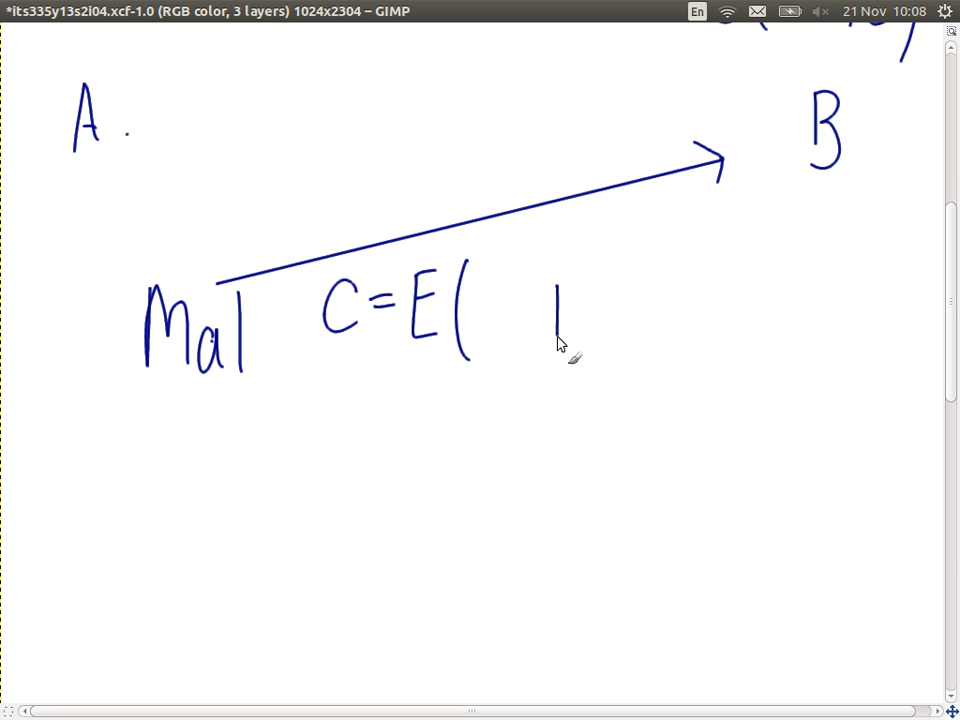 *its335y13s2i04.xcf-1.0 (RGB color, 3 layers) 1024x2304 – GIMP
En
21 Nov 10:08
A.
B
Mal C=E(